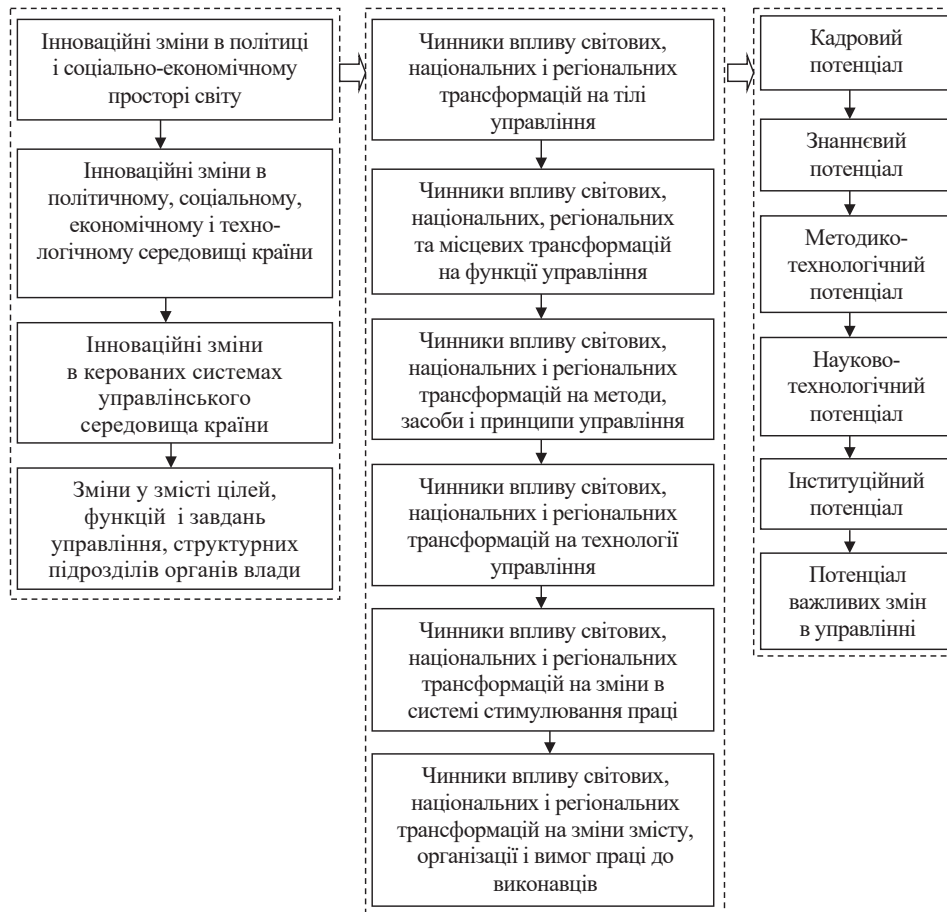 Інноваційні зміни в політиці
і соціально-економічному
просторі світу
Інноваційні зміни в
політичному, соціальному,
економічному і техно-
логічному середовищі країни
Інноваційні зміни
в керованих системах
управлінського
середовища країни
Зміни у змісті цілей,
функцій і завдань
управління, структурних
підрозділів органів влади
Чинники впливу світових,
національних і регіональних
трансформацій на тілі
управління
Чинники впливу світових,
національних, регіональних
та місцевих трансформацій
на функції управління
Чинники впливу світових,
національних і регіональних
трансформацій на методи,
засоби і принципи управління
Чинники впливу світових,
національних і регіональних
трансформацій на технології
управління
Чинники впливу світових,
національних і регіональних
трансформацій на зміни в
системі стимулювання праці
Чинники впливу світових,
національних і регіональних
трансформацій на зміни змісту,
організації і вимог праці до
виконавців
Кадровий
потенціал
Знаннєвий
потенціал
Методико-
технологічний
потенціал
Науково-
технологічний
потенціал
Інституційний
потенціал
Потенціал
важливих змін
в управлінні